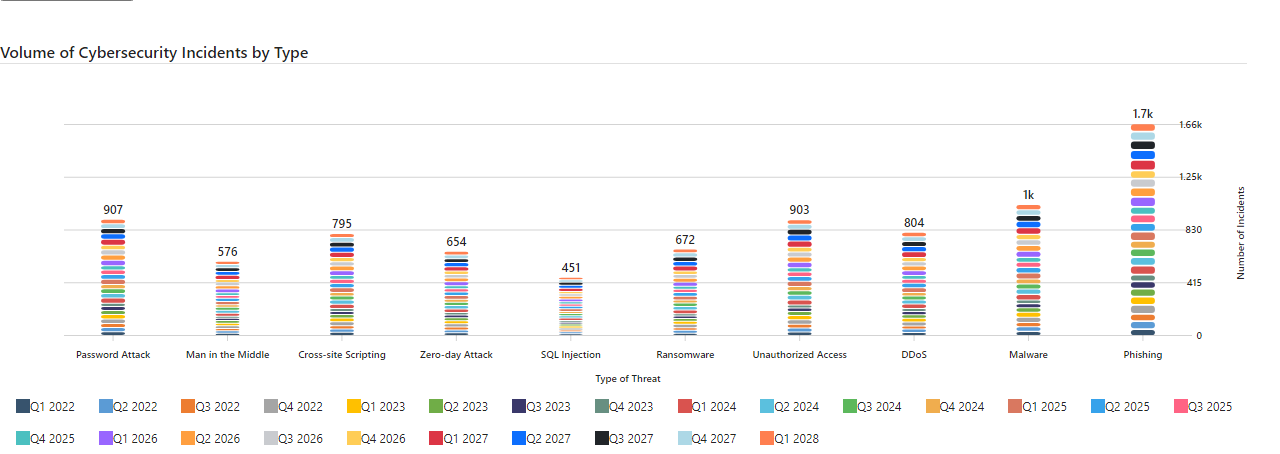 Volume of Cybersecurity Incidents by Type
1.7k
1.66k
1.25k
1k
907
903
830
804
795
672
654
576
451
415
0
Number of Incidents
Password Attack Man in the Middle Cross-site Scripting Zero-day Attack SQL Injection Ransomware Unauthorized Access DDoS Malware Phishing
Type of Threat
Q1 2022 Q2 2022 Q3 2022 Q4 2022 Q1 2023 Q2 2023 Q3 2023 Q4 2023 Q1 2024 Q2 2024 Q3 2024 Q4 2024 Q1 2025 Q2 2025 Q3 2025
Q4 2025 Q1 2026 Q2 2026 Q3 2026 Q4 2026 Q1 2027 Q2 2027 Q3 2027 Q4 2027 Q1 2028